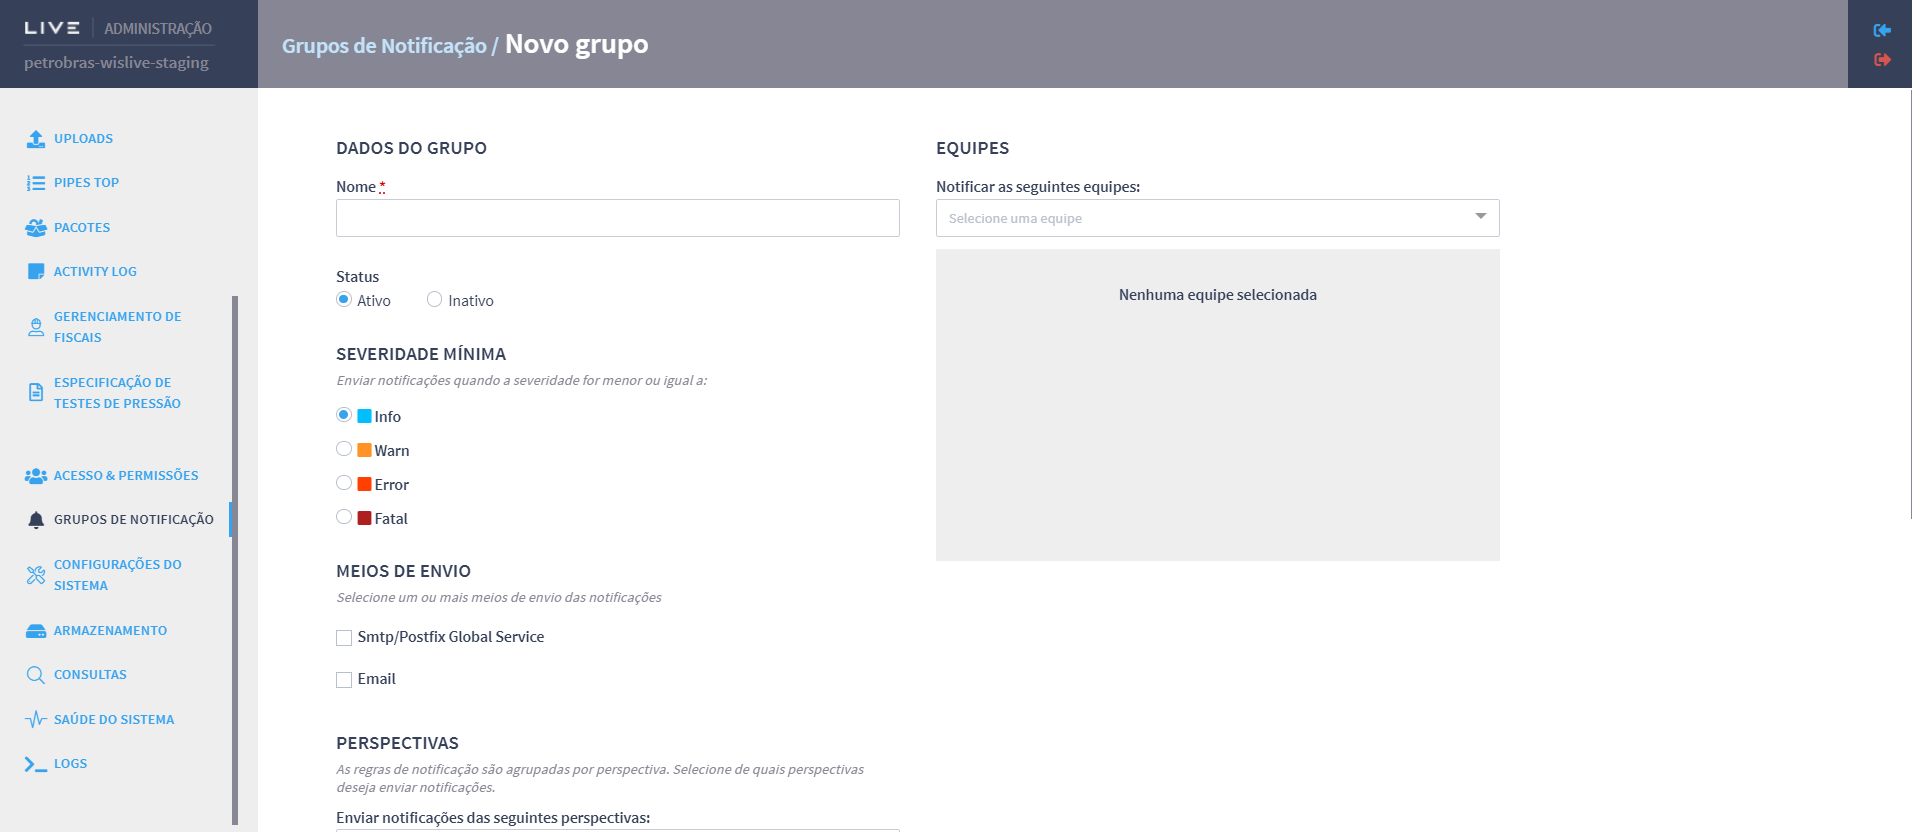 LIVE ADMINISTRAÇÃO
petrobras-wislive-staging
Grupos de Notificação / Novo grupo
UPLOADS
PIPES TOP
PACOTES
ACTIVITY LOG
GERENCIAMENTO DE
FISCAIS
ESPECIFICAÇÃO DE
TESTES DE PRESSÃO
ACESSO & PERMISSÕES
GRUPOS DE NOTIFICAÇÃO
CONFIGURAÇÕES DO
SISTEMA
ARMAZENAMENTO
CONSULTAS
SAÚDE DO SISTEMA
LOGS
DADOS DO GRUPO
Nome *
Status
Ativo Inativo
SEVERIDADE MÍNIMA
Enviar notificações quando a severidade for menor ou igual a:
Info
Warn
Error
Fatal
MEIOS DE ENVIO
Selecione um ou mais meios de envio das notificações
Smtp/Postfix Global Service
Email
PERSPECTIVAS
As regras de notificação são agrupadas por perspectiva. Selecione de quais perspectivas
deseja enviar notificações.
Enviar notificações das seguintes perspectivas:
EQUIPES
Notificar as seguintes equipes:
Selecione uma equipe
Nenhuma equipe selecionada